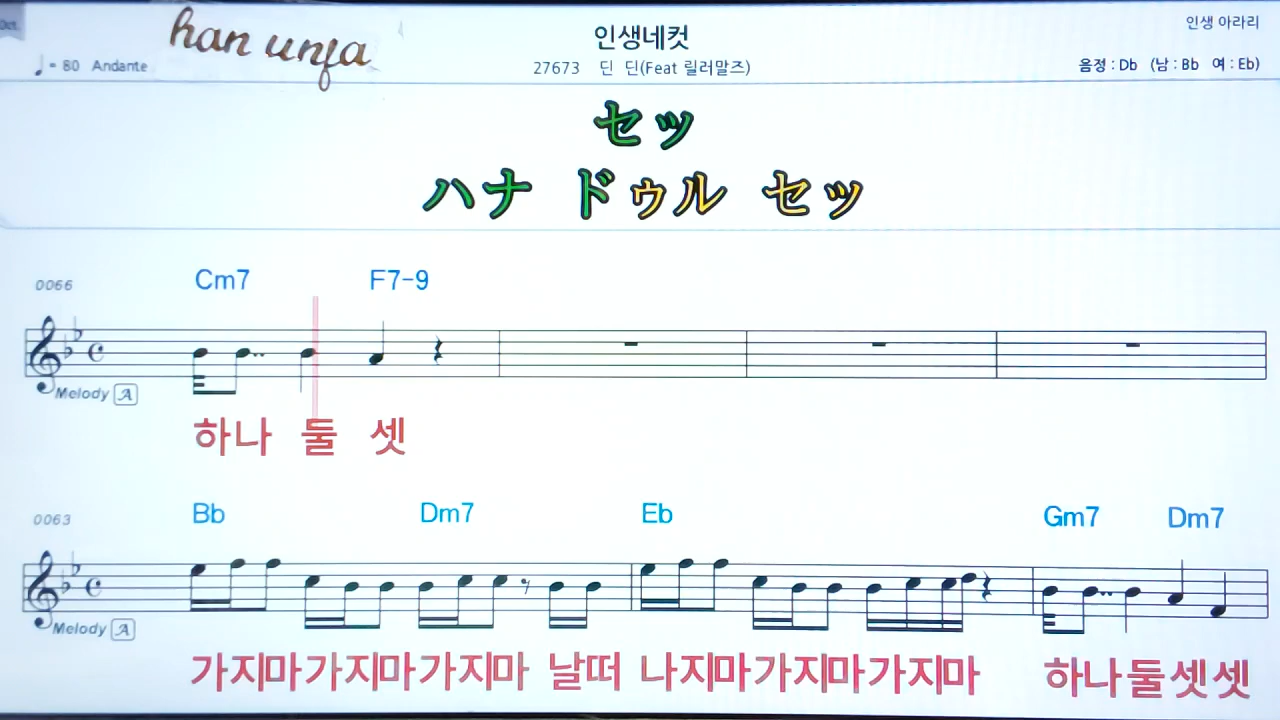 Oct.
han unfa
인생네컷
인생 아라리
♩= 80 Andante
27673 딘 딘(Feat 릴러말즈)
음정 : Db (남 : Bb 여 : Eb)
セッ
ハナ ドゥル セッ
0066 Cm7 F7-9
Melody A
하나 둘 셋
0063 Bb Dm7 Eb Gm7 Dm7
Melody A
가지마가지마가지마 날떠 나지마가지마가지마 하나둘셋셋